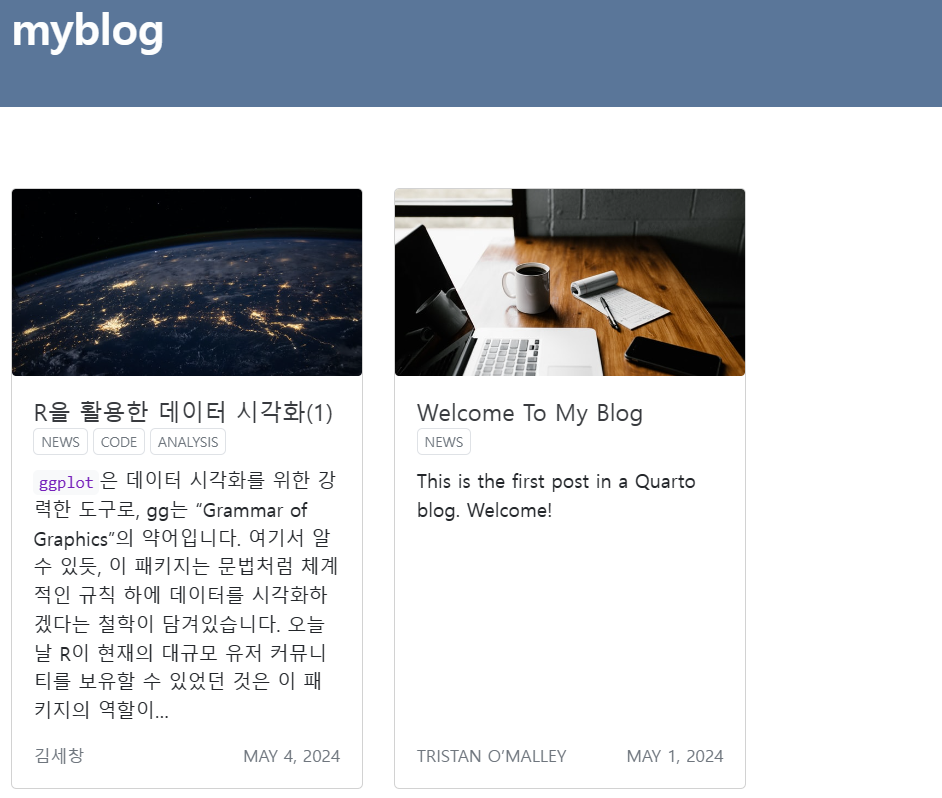 myblog
R을 활용한 데이터 시각화(1)
NEWS CODE ANALYSIS
ggplot 은 데이터 시각화를 위한 강
력한 도구로, gg는 “Grammar of
Graphics”의 약어입니다. 여기서 알
수 있듯, 이 패키지는 문법처럼 체계
적인 규칙 하에 데이터를 시각화하
겠다는 철학이 담겨있습니다. 오늘
날 R이 현재의 대규모 유저 커뮤니
티를 보유할 수 있었던 것은 이 패
키지의 역할이…
김세창 MAY 4, 2024
Welcome To My Blog
NEWS
This is the first post in a Quarto
blog. Welcome!
TRISTAN O’MALLEY MAY 1, 2024